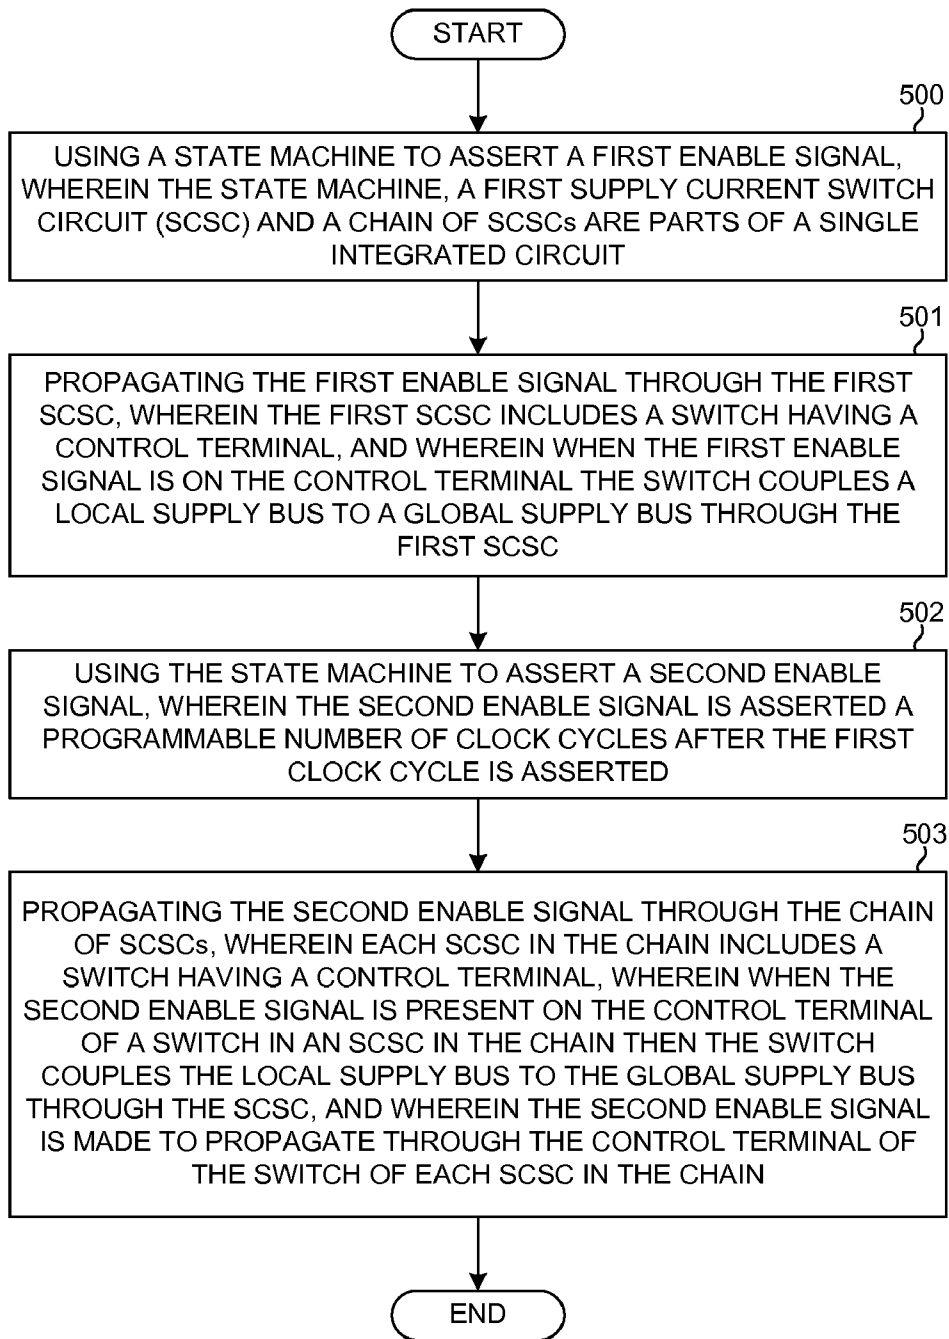 START
500
USING A STATE MACHINE TO ASSERT A FIRST ENABLE SIGNAL,
WHEREIN THE STATE MACHINE, A FIRST SUPPLY CURRENT SWITCH
CIRCUIT (SCSC) AND A CHAIN OF SCSCs ARE PARTS OF A SINGLE
INTEGRATED CIRCUIT
501
PROPAGATING THE FIRST ENABLE SIGNAL THROUGH THE FIRST
SCSC, WHEREIN THE FIRST SCSC INCLUDES A SWITCH HAVING A
CONTROL TERMINAL, AND WHEREIN WHEN THE FIRST ENABLE
SIGNAL IS ON THE CONTROL TERMINAL THE SWITCH COUPLES A
LOCAL SUPPLY BUS TO A GLOBAL SUPPLY BUS THROUGH THE
FIRST SCSC
502
USING THE STATE MACHINE TO ASSERT A SECOND ENABLE
SIGNAL, WHEREIN THE SECOND ENABLE SIGNAL IS ASSERTED A
PROGRAMMABLE NUMBER OF CLOCK CYCLES AFTER THE FIRST
CLOCK CYCLE IS ASSERTED
503
PROPAGATING THE SECOND ENABLE SIGNAL THROUGH THE CHAIN
OF SCSCs, WHEREIN EACH SCSC IN THE CHAIN INCLUDES A
SWITCH HAVING A CONTROL TERMINAL, WHEREIN WHEN THE
SECOND ENABLE SIGNAL IS PRESENT ON THE CONTROL TERMINAL
OF A SWITCH IN AN SCSC IN THE CHAIN THEN THE SWITCH
COUPLES THE LOCAL SUPPLY BUS TO THE GLOBAL SUPPLY BUS
THROUGH THE SCSC, AND WHEREIN THE SECOND ENABLE SIGNAL
IS MADE TO PROPAGATE THROUGH THE CONTROL TERMINAL OF
THE SWITCH OF EACH SCSC IN THE CHAIN
END